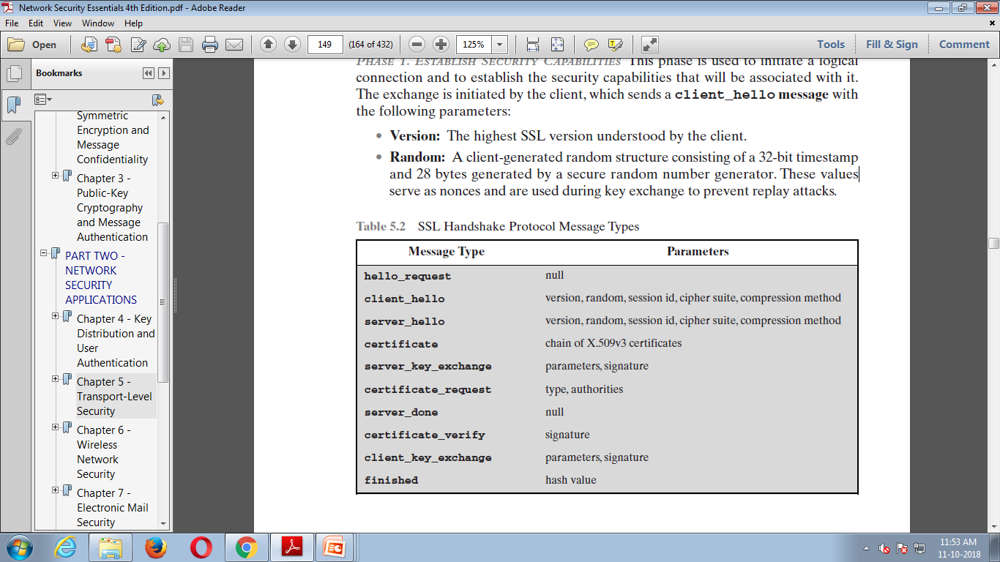 Network Security Essentials 4th Edition.pdf - Adobe Reader
File Edit View Window Help
Open 149 (164 of 432) 125% Tools Fill & Sign Comment
Bookmarks
Symmetric
Encryption and
Message
Confidentiality
Chapter 3 -
Public-Key
Cryptography
and Message
Authentication
PART TWO -
NETWORK
SECURITY
APPLICATIONS
Chapter 4 - Key
Distribution and
User
Authentication
Chapter 5 -
Transport-Level
Security
Chapter 6 -
Wireless
Network
Security
Chapter 7 -
Electronic Mail
Security
PHASE 1. ESTABLISH SECURITY CAPABILITIES This phase is used to initiate a logical
connection and to establish the security capabilities that will be associated with it.
The exchange is initiated by the client, which sends a client_hello message with
the following parameters:
• Version: The highest SSL version understood by the client.
• Random: A client-generated random structure consisting of a 32-bit timestamp
and 28 bytes generated by a secure random number generator. These values
serve as nonces and are used during key exchange to prevent replay attacks.
Table 5.2 SSL Handshake Protocol Message Types
Message Type Parameters
hello_request null
client_hello version, random, session id, cipher suite, compression method
server_hello version, random, session id, cipher suite, compression method
certificate chain of X.509v3 certificates
server_key_exchange parameters, signature
certificate_request type, authorities
server_done null
certificate_verify signature
client_key_exchange parameters, signature
finished hash value
11:53 AM
11-10-2018